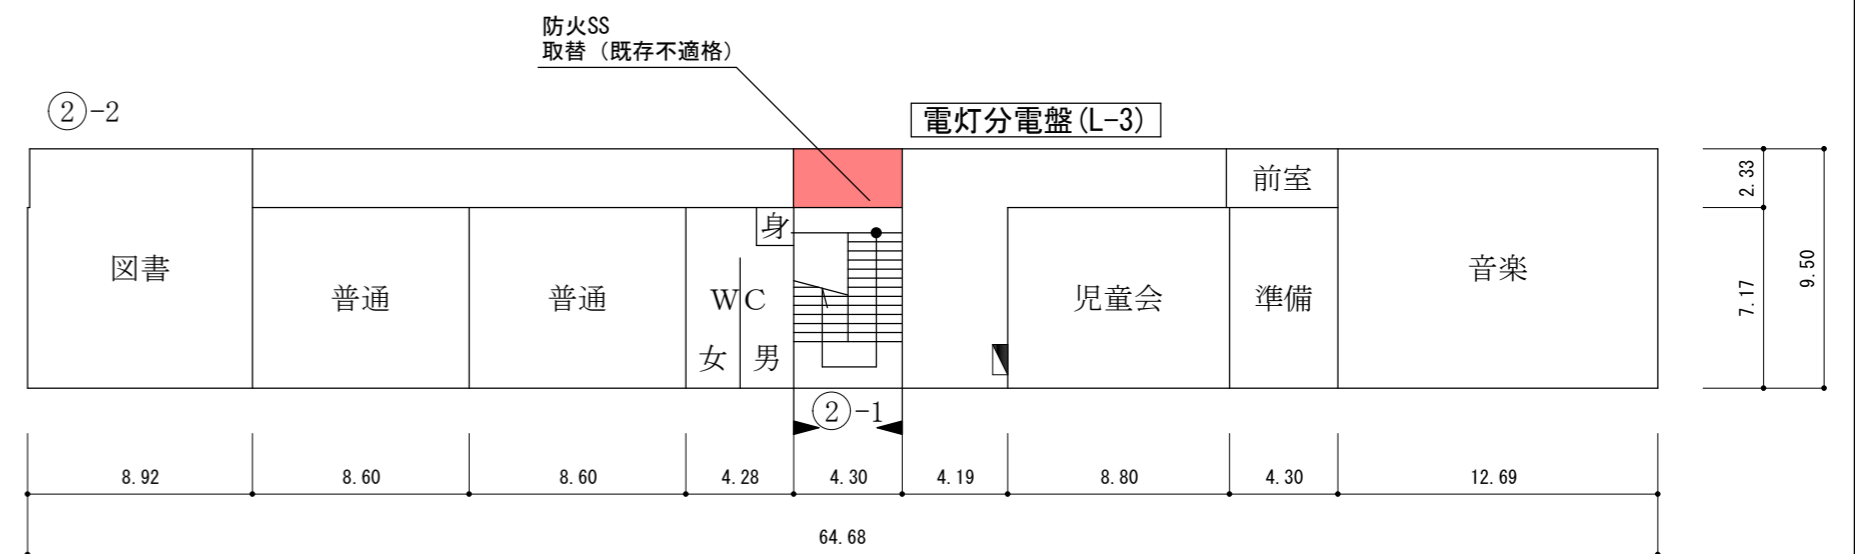 防火SS
取替（既存不適格）
②-2
電灯分電盤(L-3)
前室
2.33
身
図書
音楽
普通
普通
WC
児童会
準備
7.17
9.50
女
男
②-1
8.92
8.60
8.60
4.28
4.30
4.19
8.80
4.30
12.69
64.68